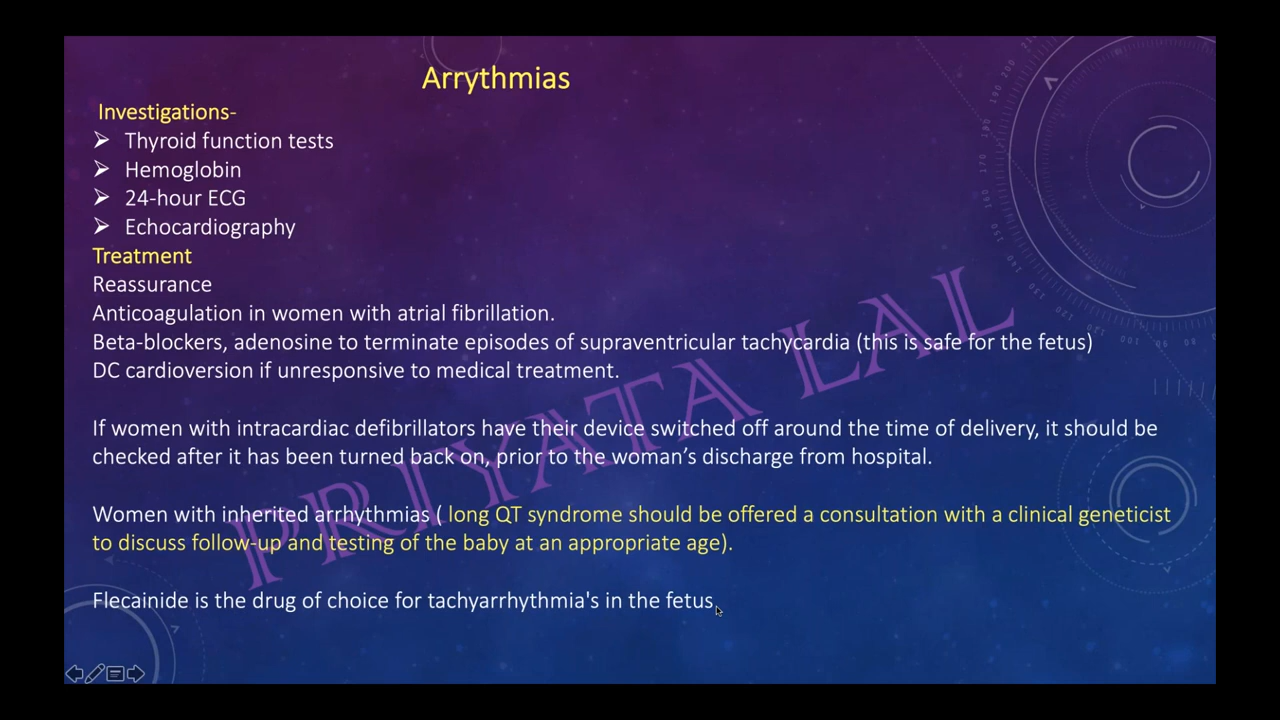 Arrythmias
Investigations-
Thyroid function tests
Hemoglobin
24-hour ECG
Echocardiography
Treatment
Reassurance
Anticoagulation in women with atrial fibrillation.
Beta-blockers, adenosine to terminate episodes of supraventricular tachycardia (this is safe for the fetus)
DC cardioversion if unresponsive to medical treatment.
If women with intracardiac defibrillators have their device switched off around the time of delivery, it should be
checked after it has been turned back on, prior to the woman’s discharge from hospital.
Women with inherited arrhythmias ( long QT syndrome should be offered a consultation with a clinical geneticist
to discuss follow-up and testing of the baby at an appropriate age).
Flecainide is the drug of choice for tachyarrhythmia's in the fetus.
PRIYATA LAL